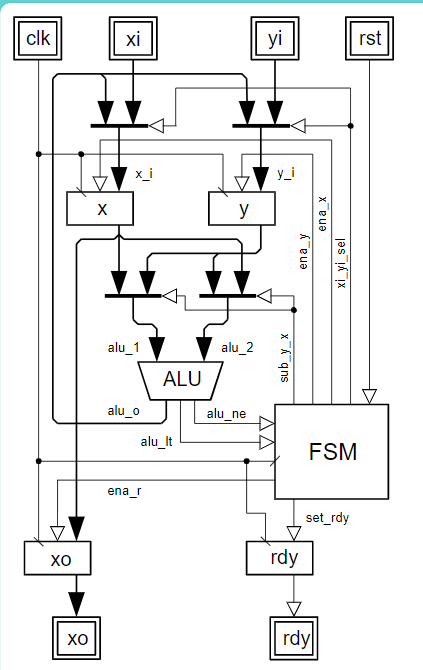 clk
xi
yi
rst
x_i
y_i
x
y
ena_y
ena_x
xi_yi_sel
alu_1
alu_2
sub_y_x
ALU
alu_o
alu_ne
alu_lt
FSM
ena_r
set_rdy
xo
rdy
xo
rdy